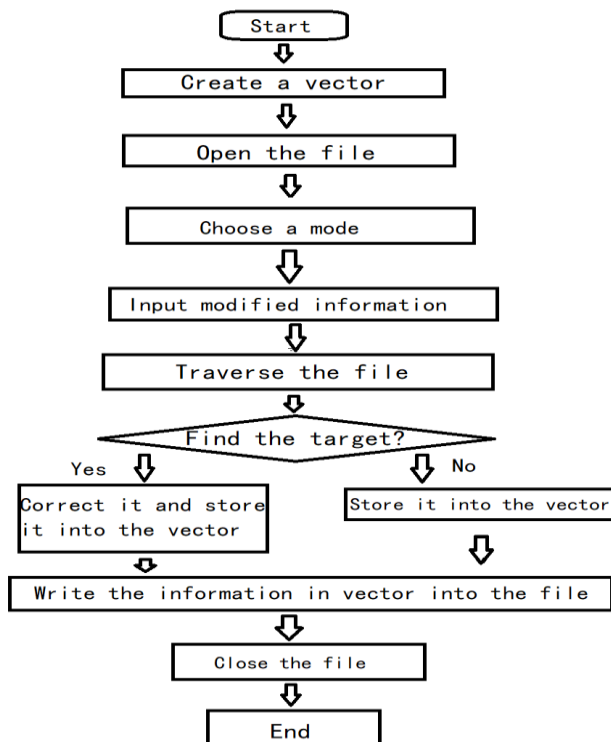 Start
Create a vector
Open the file
Choose a mode
Input modified information
Traverse the file
Find the target?
Yes
No
Correct it and store
it into the vector
Store it into the vector
Write the information in vector into the file
Close the file
End